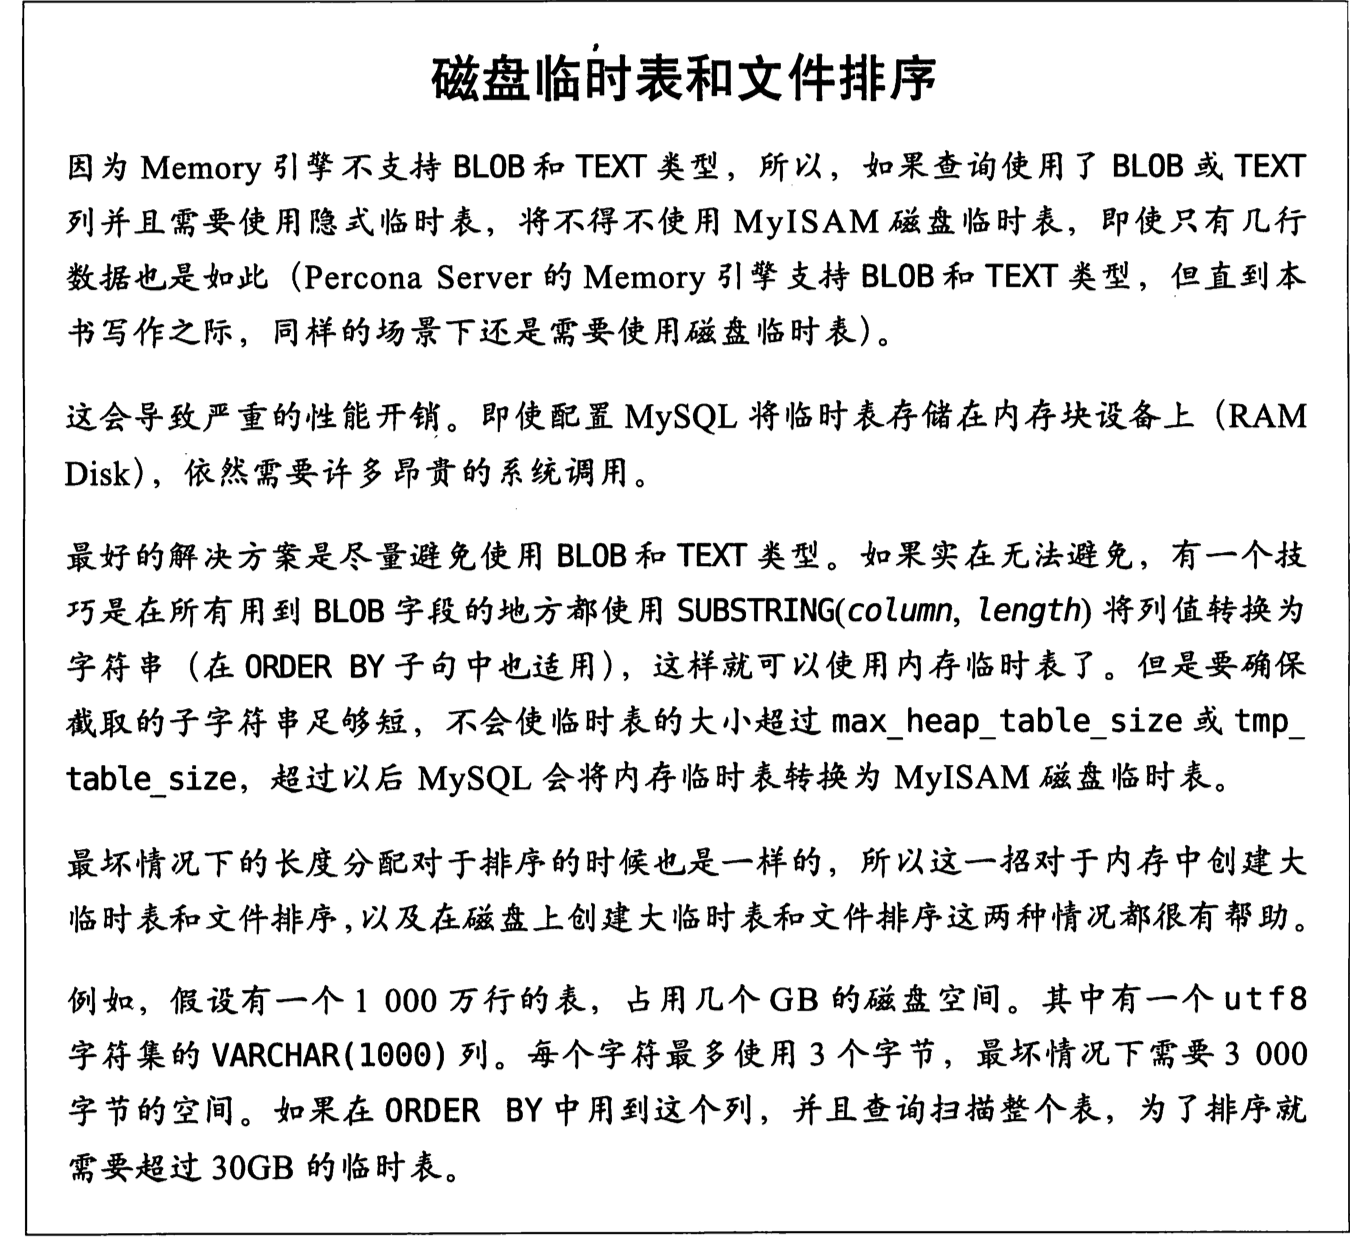 磁盘临时表和文件排序
因为 Memory 引擎不支持 BLOB 和 TEXT 类型，所以，如果查询使用了 BLOB 或 TEXT
列并且需要使用隐式临时表，将不得不使用 MyISAM 磁盘临时表，即使只有几行
数据也是如此（Percona Server 的 Memory 引擎支持 BLOB 和 TEXT 类型，但直到本
书写作之际，同样的场景下还是需要使用磁盘临时表）。
这会导致严重的性能开销。即使配置 MySQL 将临时表存储在内存块设备上（RAM
Disk），依然需要许多昂贵的系统调用。
最好的解决方案是尽量避免使用 BLOB 和 TEXT 类型。如果实在无法避免，有一个技
巧是在所有用到 BLOB 字段的地方都使用 SUBSTRING(column, length) 将列值转换为
字符串（在 ORDER BY 子句中也适用），这样就可以使用内存临时表了。但是要确保
截取的子字符串足够短，不会使临时表的大小超过 max_heap_table_size 或 tmp_
table_size，超过以后 MySQL 会将内存临时表转换为 MyISAM 磁盘临时表。
最坏情况下的长度分配对于排序的时候也是一样的，所以这一招对于内存中创建大
临时表和文件排序，以及在磁盘上创建大临时表和文件排序这两种情况都很有帮助。
例如，假设有一个 1 000 万行的表，占用几个 GB 的磁盘空间。其中有一个 utf8
字符集的 VARCHAR(1000) 列。每个字符最多使用 3 个字节，最坏情况下需要 3 000
字节的空间。如果在 ORDER BY 中用到这个列，并且查询扫描整个表，为了排序就
需要超过 30GB 的临时表。